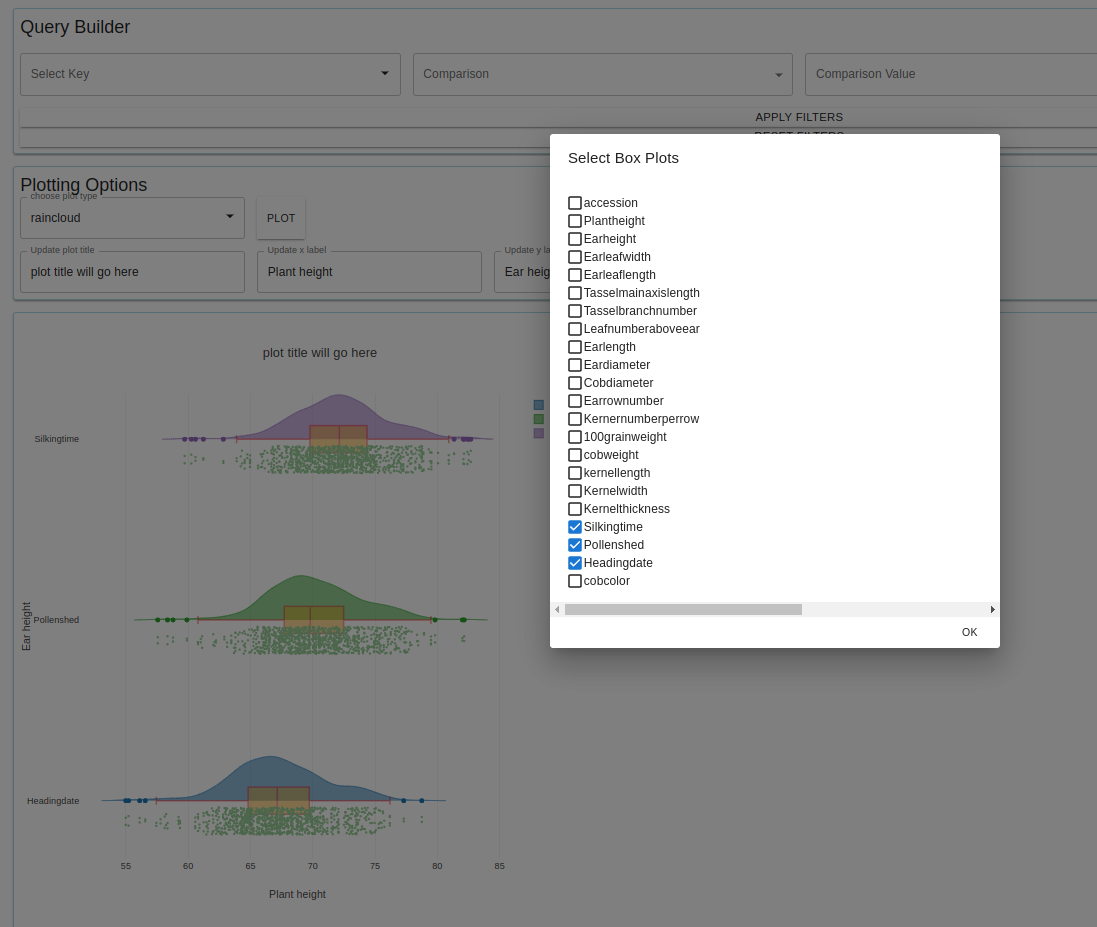 Query Builder
Select Key
Comparison
Comparison Value
APPLY FILTERS
RESET FILTERS
Plotting Options
choose plot type
raincloud
PLOT
Update plot title
plot title will go here
Update x label
Plant height
Update y la
Ear heig
Select Box Plots
accession
Plantheight
Earheight
Earleafwidth
Earleaflength
Tasselmainaxislength
Tasselbranchnumber
Leafnumberaboveear
Earlength
Eardiameter
Cobdiameter
Earrownumber
Kernernumberperrow
100grainweight
cobweight
kernellength
Kernelwidth
Kernelthickness
Silkingtime
Pollenshed
Headingdate
cobcolor
OK
plot title will go here
Silkingtime
Pollenshed
Headingdate
Ear height
55 60 65 70 75 80 85
Plant height